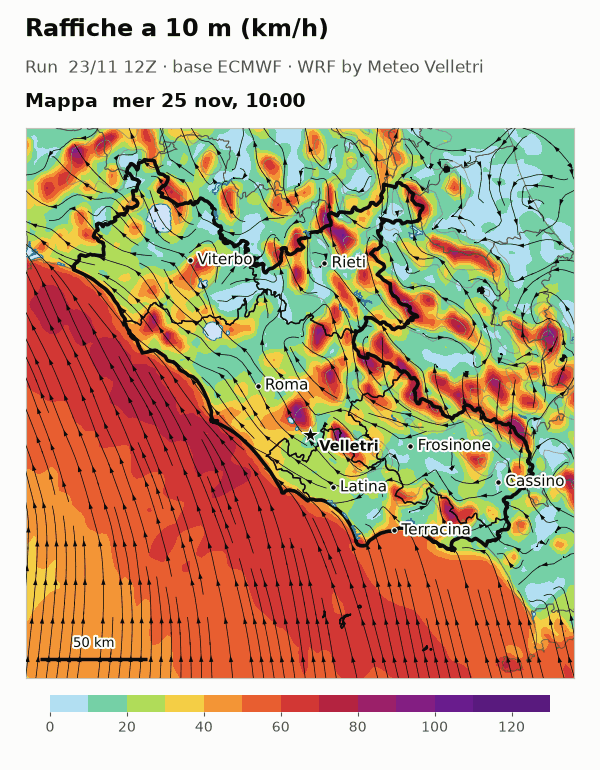 Raffiche a 10 m (km/h)
Run 23/11 12Z · base ECMWF · WRF by Meteo Velletri
Mappa mer 25 nov, 10:00
Viterbo
Rieti
Roma
Velletri
Frosinone
Cassino
Latina
Terracina
50 km
0 20 40 60 80 100 120